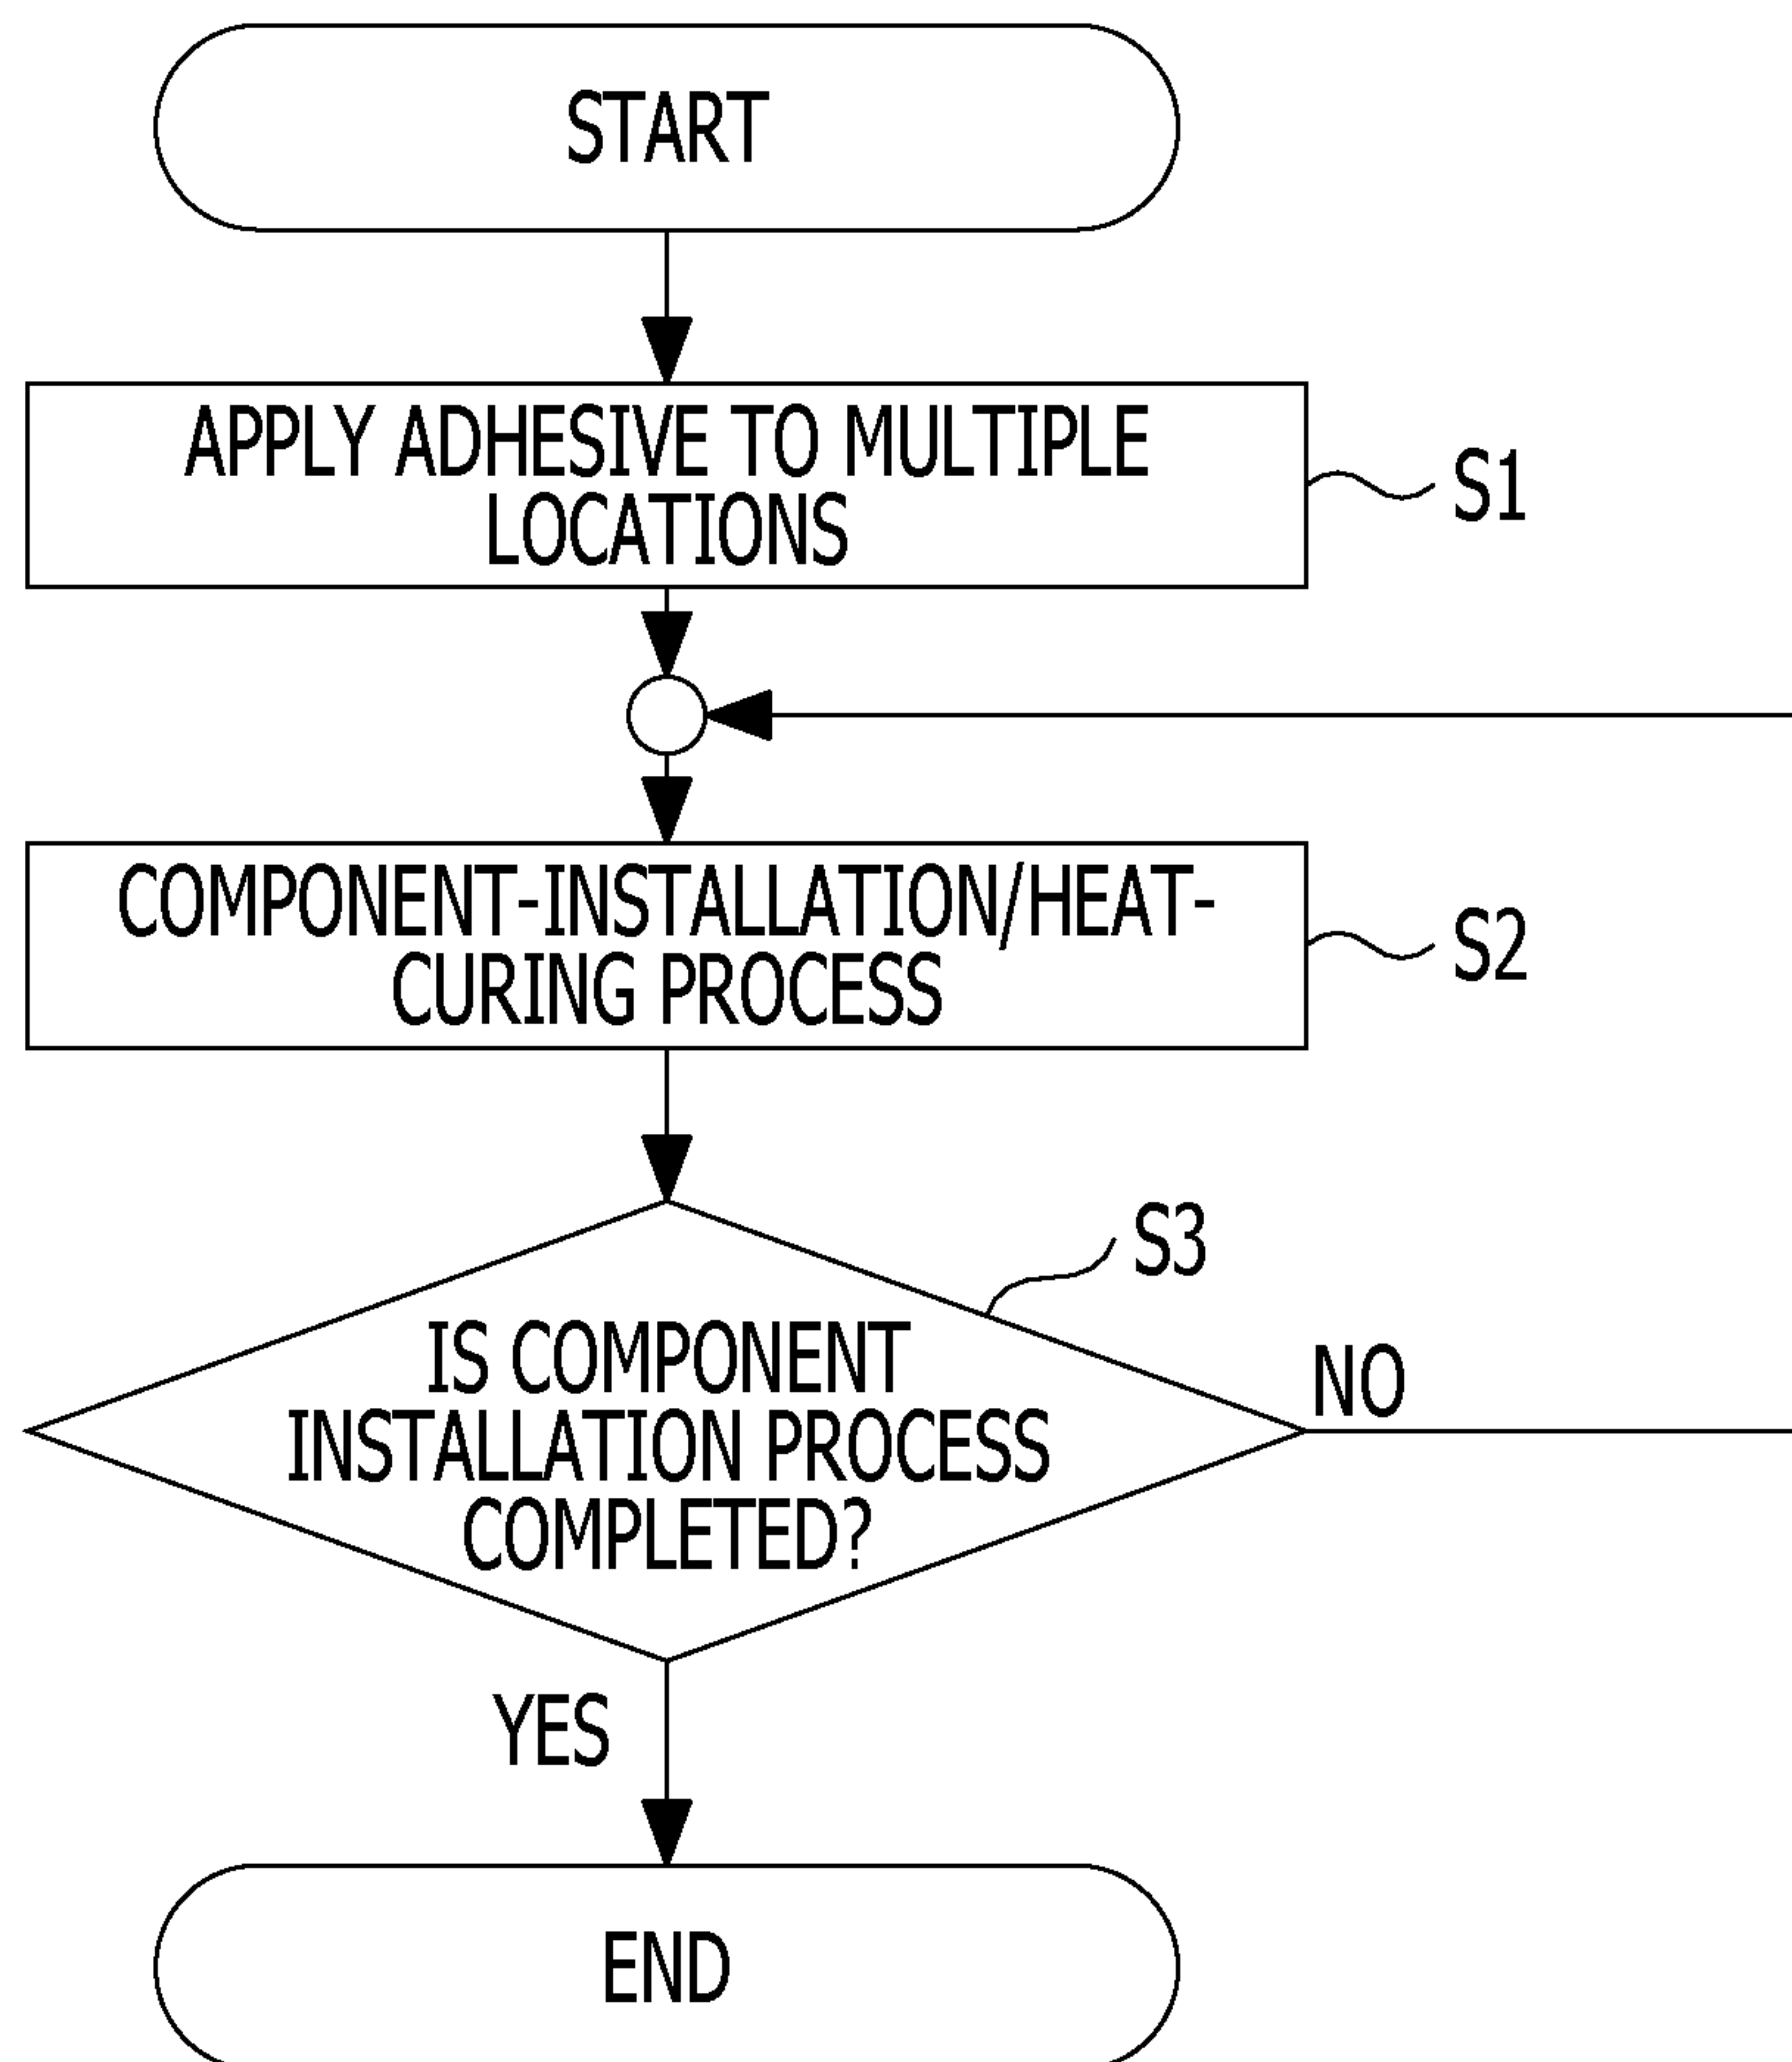 START
APPLY ADHESIVE TO MULTIPLE
LOCATIONS
S1
COMPONENT-INSTALLATION/HEAT-
CURING PROCESS
S2
S3
IS COMPONENT
INSTALLATION PROCESS
COMPLETED?
NO
YES
END